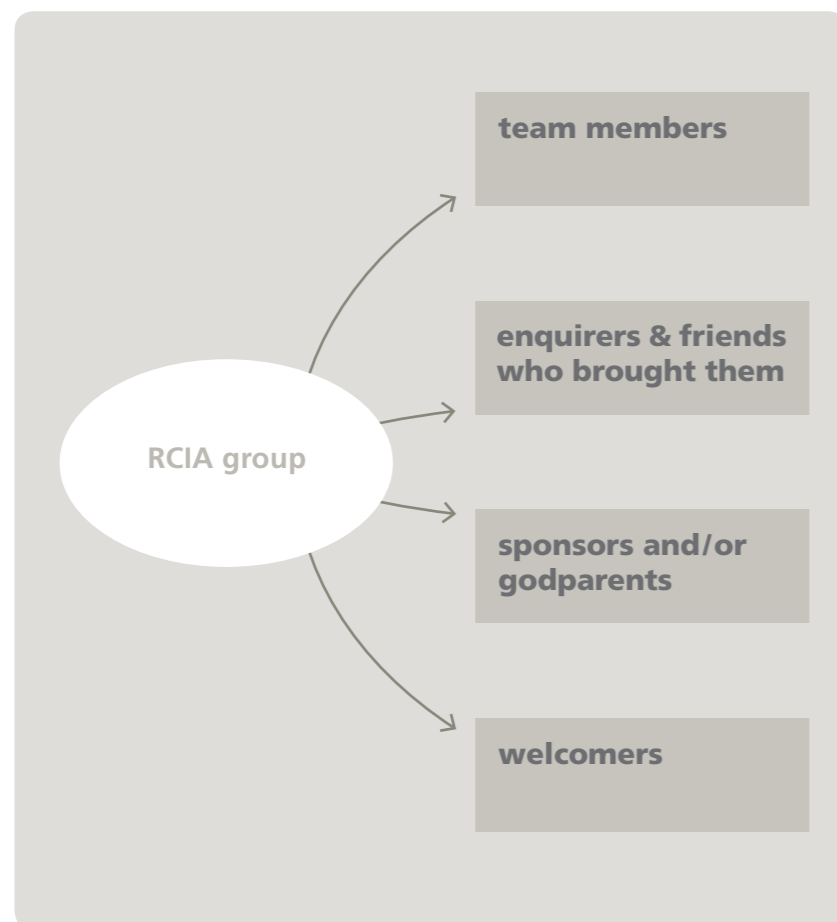 team members
enquirers & friends
who brought them
RCIA group
sponsors and/or
godparents
welcomers